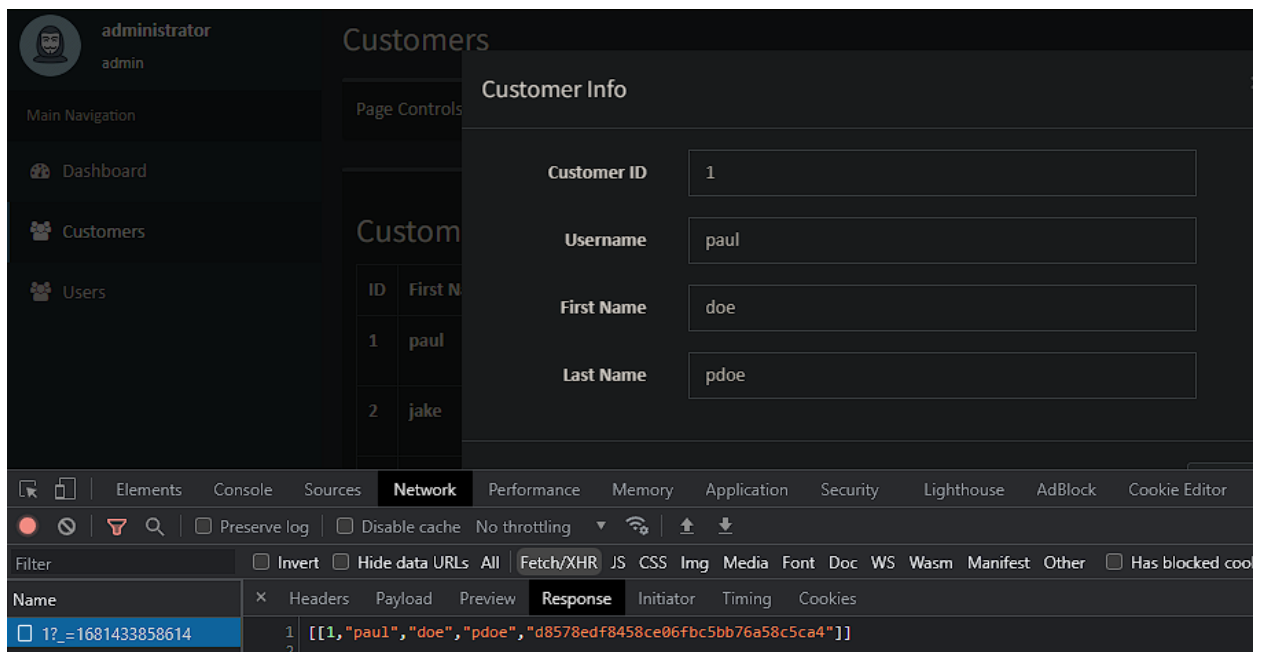 administrator
admin
Main Navigation
Dashboard
Customers
Users
Customers
Page Controls
Custom
ID First N
1 paul
2 jake
Customer Info
Customer ID 1
Username paul
First Name doe
Last Name pdoe
Elements Console Sources Network Performance Memory Application Security Lighthouse AdBlock Cookie Editor
Preserve log Disable cache No throttling
Filter Invert Hide data URLs All Fetch/XHR JS CSS Img Media Font Doc WS Wasm Manifest Other Has blocked cool
Name × Headers Payload Preview Response Initiator Timing Cookies
1?_=1681433858614 1 [[1,"paul","doe","pdoe","d8578edf8458ce06fbc5bb76a58c5ca4"]]
2